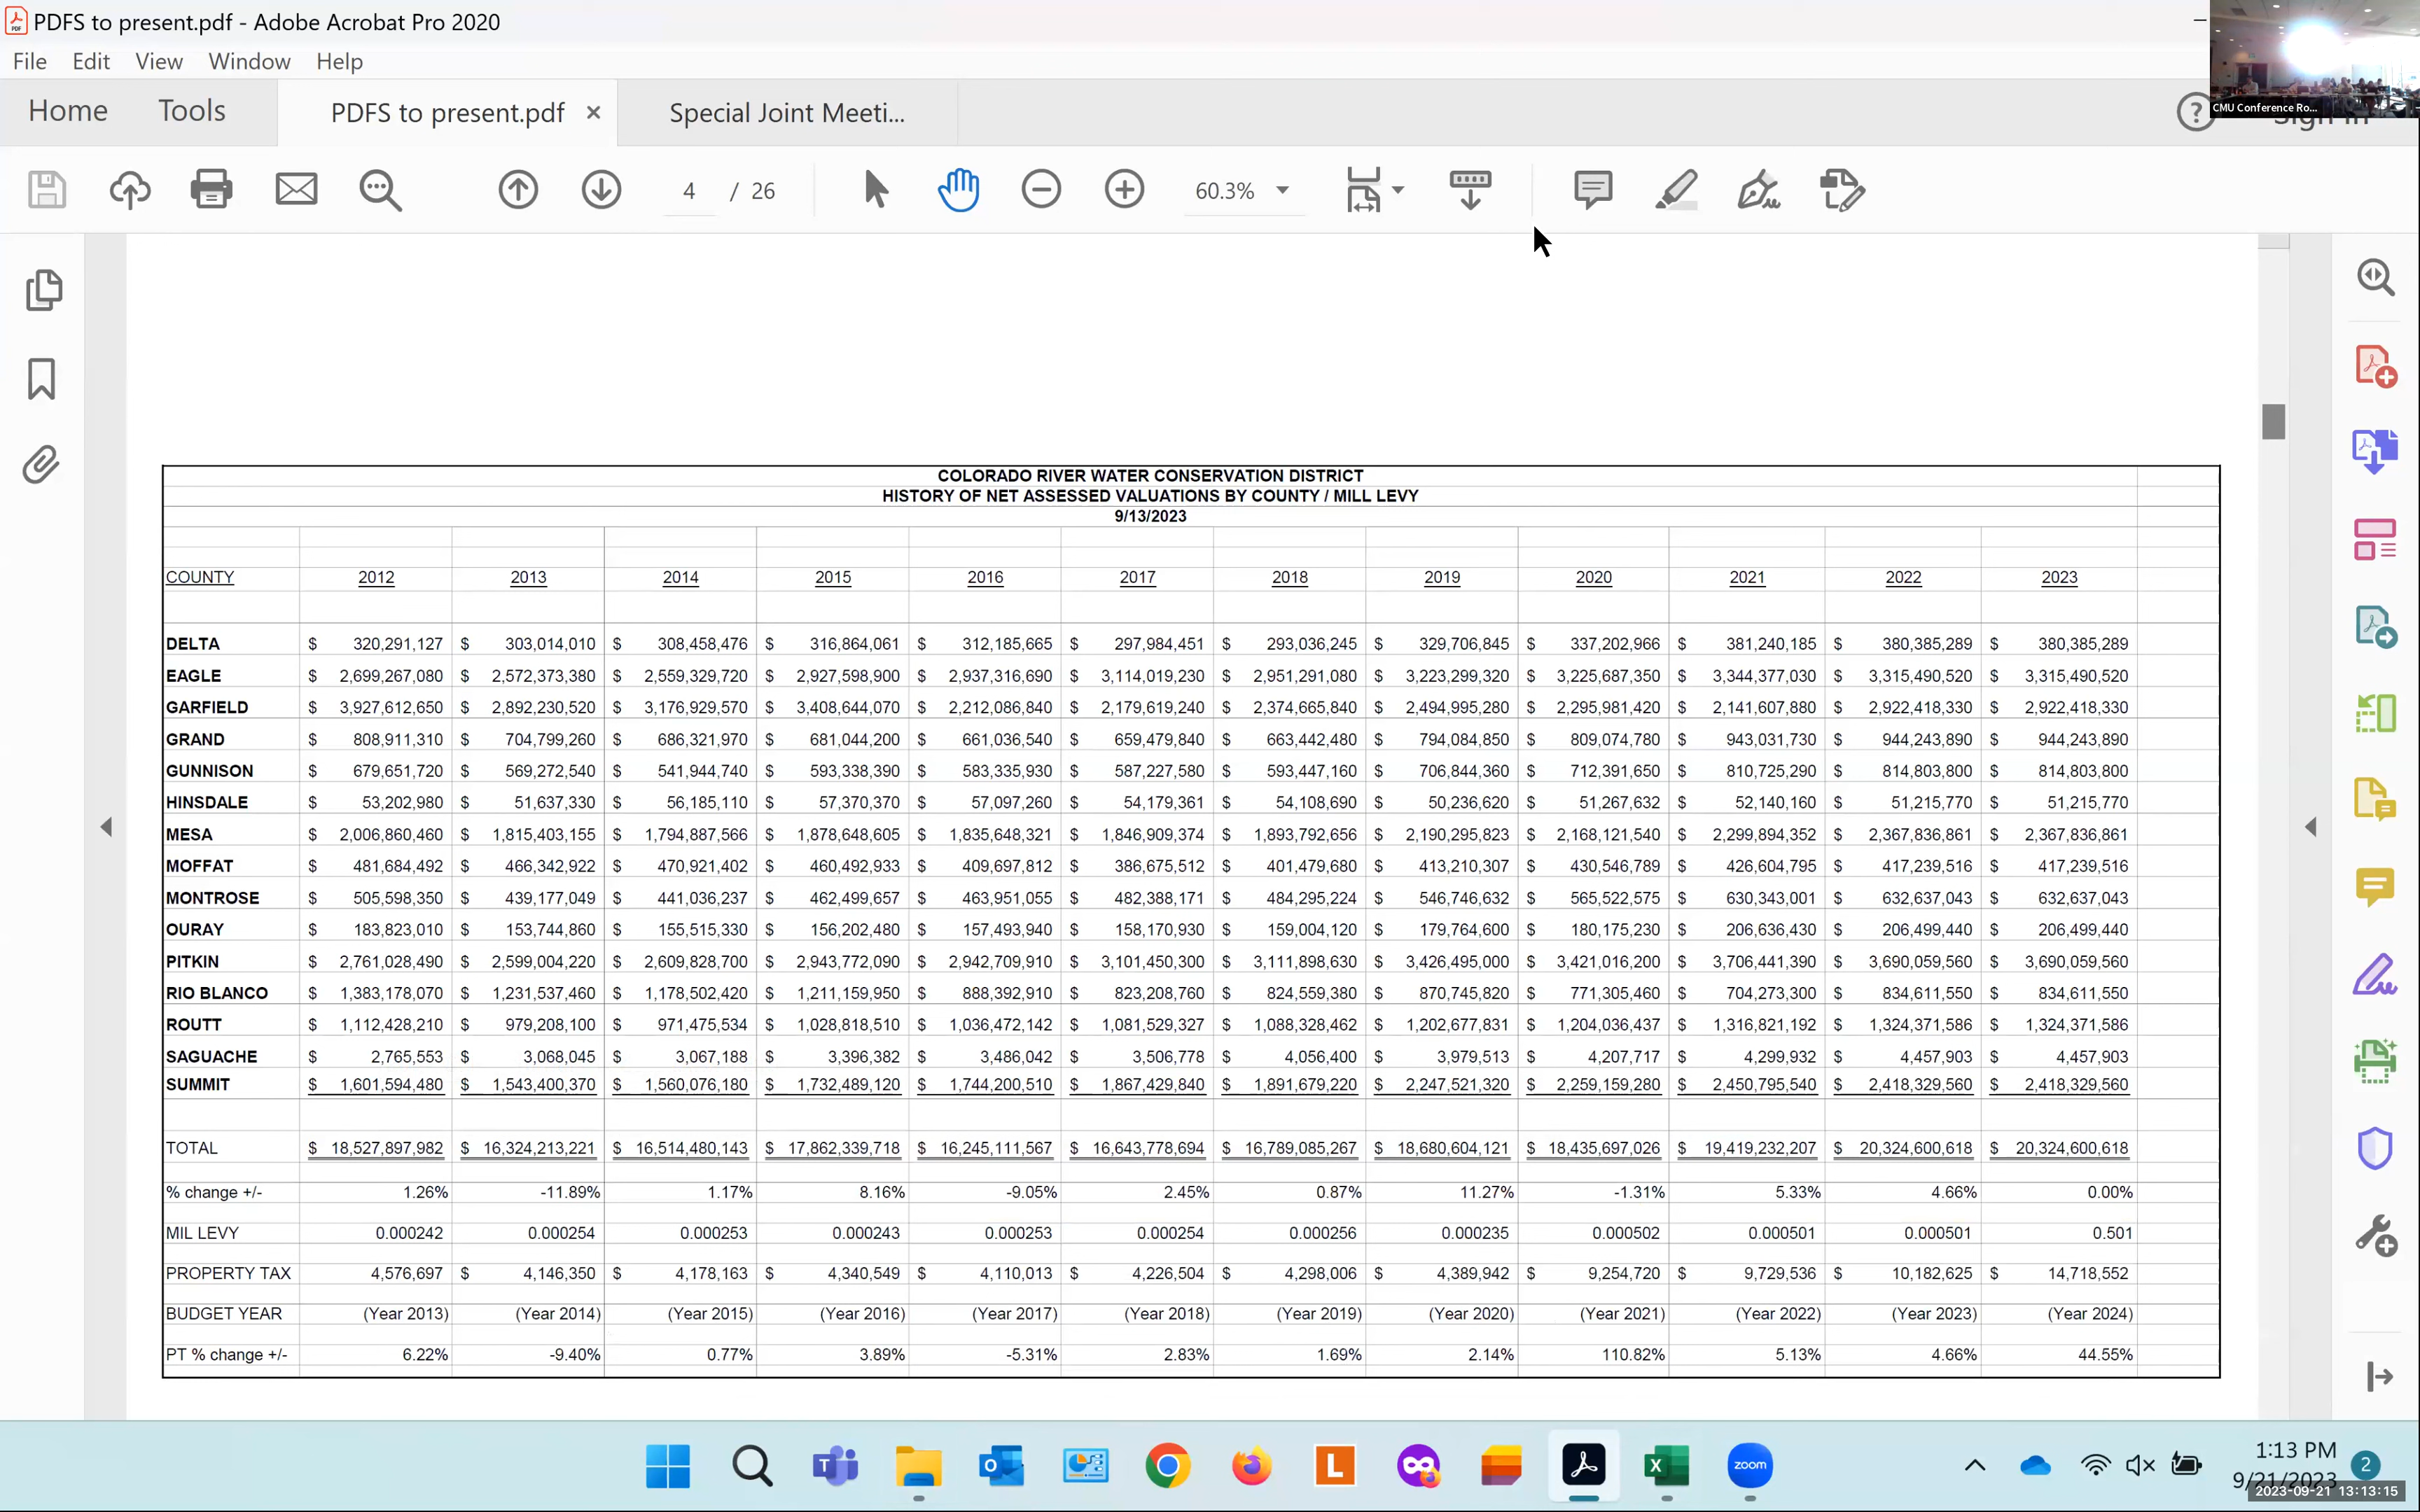 PDFS to present.pdf - Adobe Acrobat Pro 2020
File Edit View Window Help
Home Tools PDFS to present.pdf Special Joint Meeti...
CMU Conference Ro...
4 / 26 60.3%
COLORADO RIVER WATER CONSERVATION DISTRICT
HISTORY OF NET ASSESSED VALUATIONS BY COUNTY / MILL LEVY
9/13/2023
COUNTY 2012 2013 2014 2015 2016 2017 2018 2019 2020 2021 2022 2023
DELTA $ 320,291,127 $ 303,014,010 $ 308,458,476 $ 316,864,061 $ 312,185,665 $ 297,984,451 $ 293,036,245 $ 329,706,845 $ 337,202,966 $ 381,240,185 $ 380,385,289 $ 380,385,289
EAGLE $ 2,699,267,080 $ 2,572,373,380 $ 2,559,329,720 $ 2,927,598,900 $ 2,937,316,690 $ 3,114,019,230 $ 2,951,291,080 $ 3,223,299,320 $ 3,225,687,350 $ 3,344,377,030 $ 3,315,490,520 $ 3,315,490,520
GARFIELD $ 3,927,612,650 $ 2,892,230,520 $ 3,176,929,570 $ 3,408,644,070 $ 2,212,086,840 $ 2,179,619,240 $ 2,374,665,840 $ 2,494,995,280 $ 2,295,981,420 $ 2,141,607,880 $ 2,922,418,330 $ 2,922,418,330
GRAND $ 808,911,310 $ 704,799,260 $ 686,321,970 $ 681,044,200 $ 661,036,540 $ 659,479,840 $ 663,442,480 $ 794,084,850 $ 809,074,780 $ 943,031,730 $ 944,243,890 $ 944,243,890
GUNNISON $ 679,651,720 $ 569,272,540 $ 541,944,740 $ 593,338,390 $ 583,335,930 $ 587,227,580 $ 593,447,160 $ 706,844,360 $ 712,391,650 $ 810,725,290 $ 814,803,800 $ 814,803,800
HINSDALE $ 53,202,980 $ 51,637,330 $ 56,185,110 $ 57,370,370 $ 57,097,260 $ 54,179,361 $ 54,108,690 $ 50,236,620 $ 51,267,632 $ 52,140,160 $ 51,215,770 $ 51,215,770
MESA $ 2,006,860,460 $ 1,815,403,155 $ 1,794,887,566 $ 1,878,648,605 $ 1,835,648,321 $ 1,846,909,374 $ 1,893,792,656 $ 2,190,295,823 $ 2,168,121,540 $ 2,299,894,352 $ 2,367,836,861 $ 2,367,836,861
MOFFAT $ 481,684,492 $ 466,342,922 $ 470,921,402 $ 460,492,933 $ 409,697,812 $ 386,675,512 $ 401,479,680 $ 413,210,307 $ 430,546,789 $ 426,604,795 $ 417,239,516 $ 417,239,516
MONTROSE $ 505,598,350 $ 439,177,049 $ 441,036,237 $ 462,499,657 $ 463,951,055 $ 482,388,171 $ 484,295,224 $ 546,746,632 $ 565,522,575 $ 630,343,001 $ 632,637,043 $ 632,637,043
OURAY $ 183,823,010 $ 153,744,860 $ 155,515,330 $ 156,202,480 $ 157,493,940 $ 158,170,930 $ 159,004,120 $ 179,764,600 $ 180,175,230 $ 206,636,430 $ 206,499,440 $ 206,499,440
PITKIN $ 2,761,028,490 $ 2,599,004,220 $ 2,609,828,700 $ 2,943,772,090 $ 2,942,709,910 $ 3,101,450,300 $ 3,111,898,630 $ 3,426,495,000 $ 3,421,016,200 $ 3,706,441,390 $ 3,690,059,560 $ 3,690,059,560
RIO BLANCO $ 1,383,178,070 $ 1,231,537,460 $ 1,178,502,420 $ 1,211,159,950 $ 888,392,910 $ 823,208,760 $ 824,559,380 $ 870,745,820 $ 771,305,460 $ 704,273,300 $ 834,611,550 $ 834,611,550
ROUTT $ 1,112,428,210 $ 979,208,100 $ 971,475,534 $ 1,028,818,510 $ 1,036,472,142 $ 1,081,529,327 $ 1,088,328,462 $ 1,202,677,831 $ 1,204,036,437 $ 1,316,821,192 $ 1,324,371,586 $ 1,324,371,586
SAGUACHE $ 2,765,553 $ 3,068,045 $ 3,067,188 $ 3,396,382 $ 3,486,042 $ 3,506,778 $ 4,056,400 $ 3,979,513 $ 4,207,717 $ 4,299,932 $ 4,457,903 $ 4,457,903
SUMMIT $ 1,601,594,480 $ 1,543,400,370 $ 1,560,076,180 $ 1,732,489,120 $ 1,744,200,510 $ 1,867,429,840 $ 1,891,679,220 $ 2,247,521,320 $ 2,259,159,280 $ 2,450,795,540 $ 2,418,329,560 $ 2,418,329,560
TOTAL $ 18,527,897,982 $ 16,324,213,221 $ 16,514,480,143 $ 17,862,339,718 $ 16,245,111,567 $ 16,643,778,694 $ 16,789,085,267 $ 18,680,604,121 $ 18,435,697,026 $ 19,419,232,207 $ 20,324,600,618 $ 20,324,600,618
% change +/- 1.26% -11.89% 1.17% 8.16% -9.05% 2.45% 0.87% 11.27% -1.31% 5.33% 4.66% 0.00%
MIL LEVY 0.000242 0.000254 0.000253 0.000243 0.000253 0.000254 0.000256 0.000235 0.000502 0.000501 0.000501 0.501
PROPERTY TAX 4,576,697 $ 4,146,350 $ 4,178,163 $ 4,340,549 $ 4,110,013 $ 4,226,504 $ 4,298,006 $ 4,389,942 $ 9,254,720 $ 9,729,536 $ 10,182,625 $ 14,718,552
BUDGET YEAR (Year 2013) (Year 2014) (Year 2015) (Year 2016) (Year 2017) (Year 2018) (Year 2019) (Year 2020) (Year 2021) (Year 2022) (Year 2023) (Year 2024)
PT % change +/- 6.22% -9.40% 0.77% 3.89% -5.31% 2.83% 1.69% 2.14% 110.82% 5.13% 4.66% 44.55%
zoom
1:13 PM
9/21/2023
2
2023-09-21 13:13:15